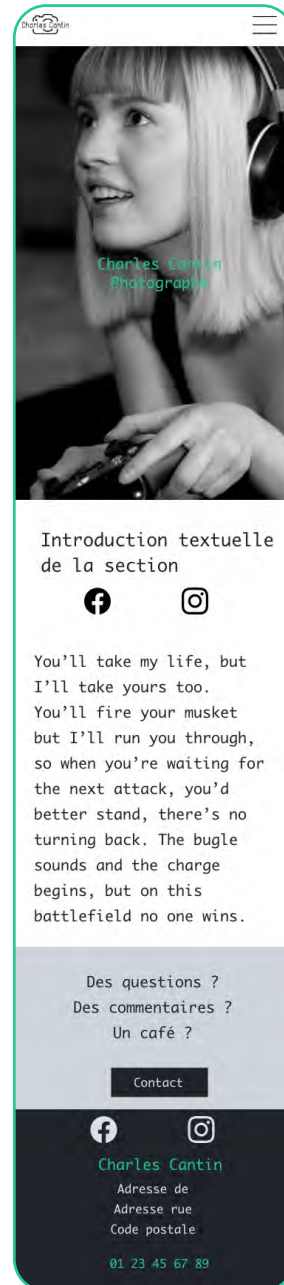 Charles Cantin
Charles Cantin
Photographe
Introduction textuelle
de la section
You’ll take my life, but
I’ll take yours too.
You’ll fire your musket
but I’ll run you through,
so when you’re waiting for
the next attack, you’d
better stand, there’s no
turning back. The bugle
sounds and the charge
begins, but on this
battlefield no one wins.
Des questions ?
Des commentaires ?
Un café ?
Contact
Charles Cantin
Adresse de
Adresse rue
Code postale
01 23 45 67 89